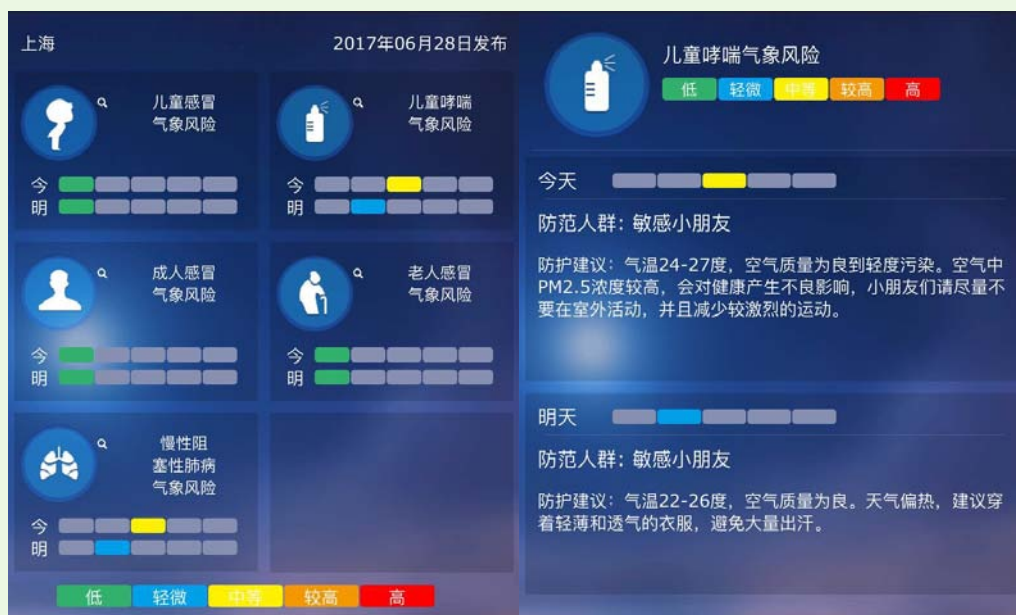 上海
2017年06月28日发布
儿童感冒
气象风险
今
明
儿童哮喘
气象风险
今
明
成人感冒
气象风险
今
明
老人感冒
气象风险
今
明
慢性阻
塞性肺病
气象风险
今
明
低 轻微 中等 较高 高
儿童哮喘气象风险
低 轻微 中等 较高 高
今天
防范人群：敏感小朋友
防护建议：气温24-27度，空气质量为良到轻度污染。空气中
PM2.5浓度较高，会对健康产生不良影响，小朋友们请尽量不
要在室外活动，并且减少较激烈的运动。
明天
防范人群：敏感小朋友
防护建议：气温22-26度，空气质量为良。天气偏热，建议穿
着轻薄和透气的衣服，避免大量出汗。